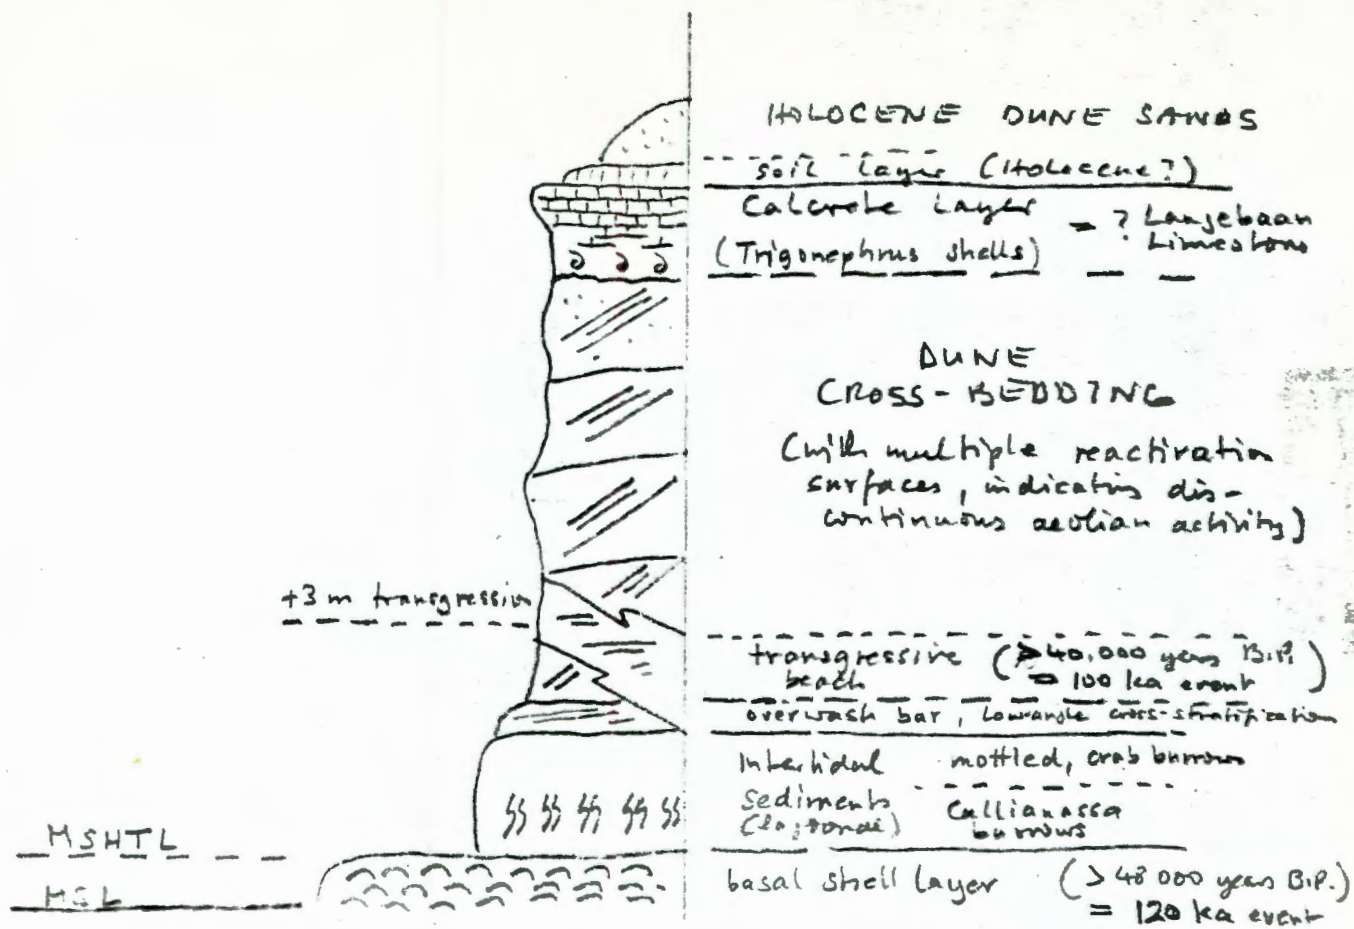 HOLOCENE DUNE SANDS
soil layer (Holocene?)
Calcrete Layer
(Trigonephrus shells)
= ? Langebaan
Limestone
DUNE
CROSS-BEDDING
(with multiple reactivation
surfaces, indicating dis-
continuous aeolian activity)
+3 m transgression
transgressive
beach
(>40,000 years B.P.
= 100 ka event)
overwash bar, low-angle cross-stratification
Intertidal
Sediments
mottled, crab burrows
Callianassa
burrows
MSHTL
MSL
basal shell layer
(>48 000 years B.P.)
= 120 ka event